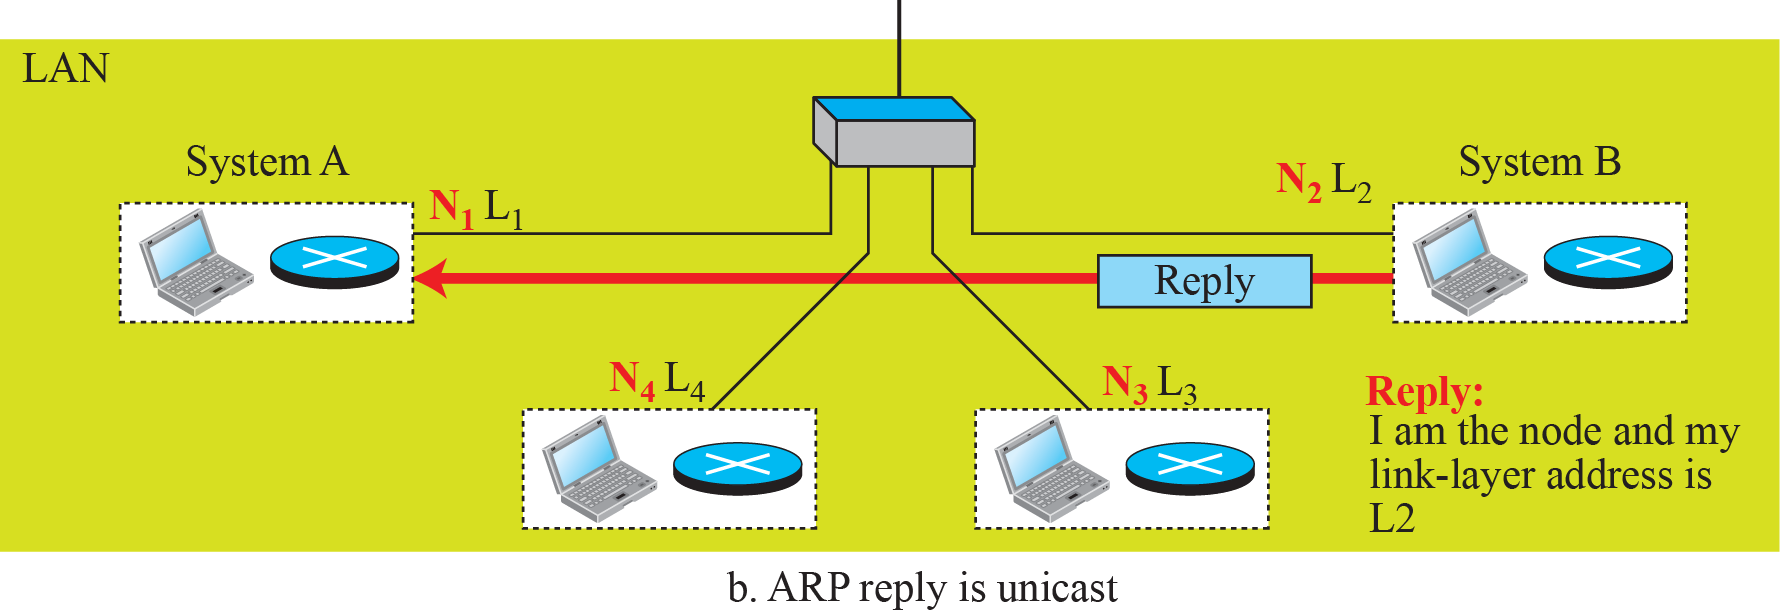 LAN
System A
System B
N1 L1
N2 L2
Reply
N4 L4
N3 L3
Reply:
I am the node and my
link-layer address is
L2
b. ARP reply is unicast